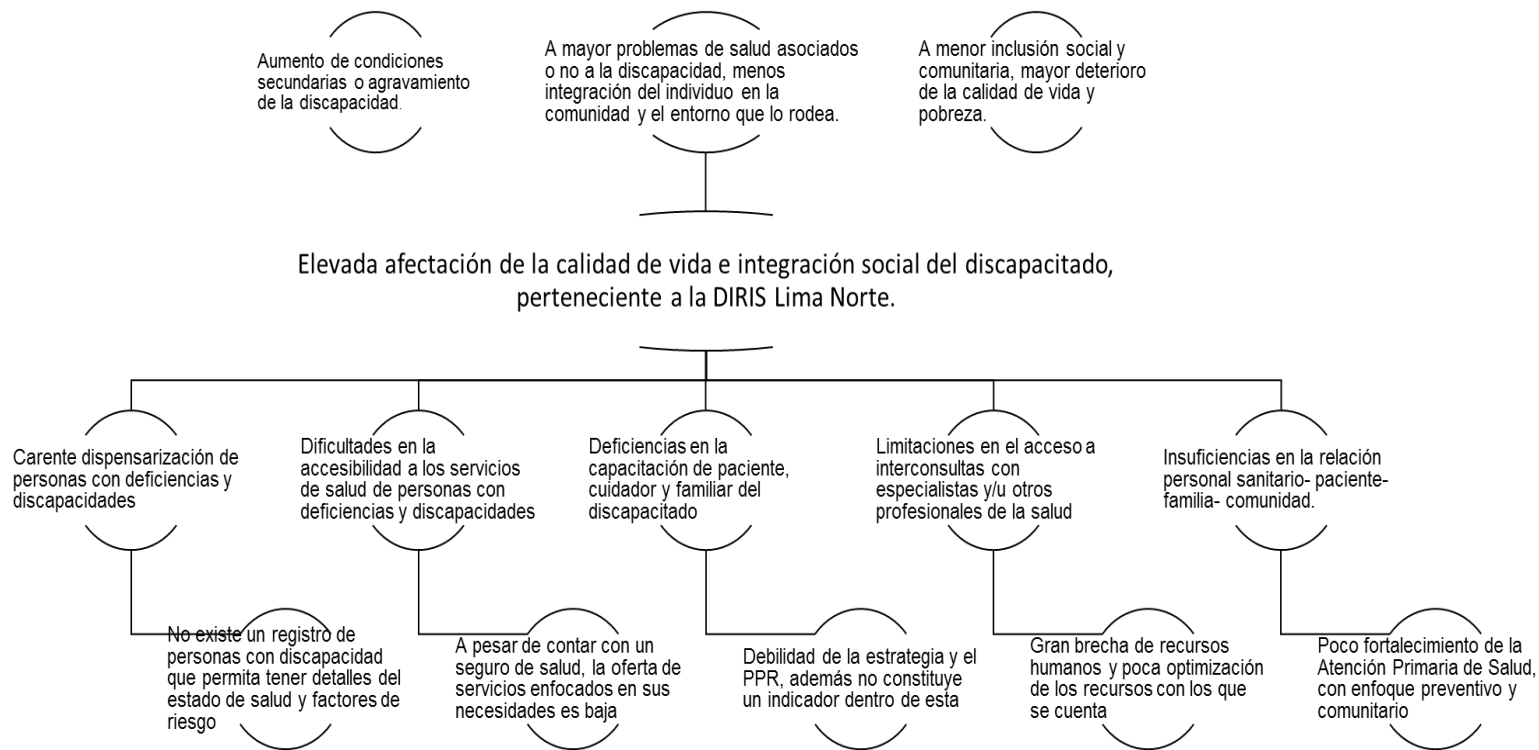 Aumento de condiciones
secundarias o agravamiento
de la discapacidad.
A mayor problemas de salud asociados
o no a la discapacidad, menos
integración del individuo en la
comunidad y el entorno que lo rodea.
A menor inclusión social y
comunitaria, mayor deterioro
de la calidad de vida y
pobreza.
Elevada afectación de la calidad de vida e integración social del discapacitado,
perteneciente a la DIRIS Lima Norte.
Carente dispensarización de
personas con deficiencias y
discapacidades
Dificultades en la
accesibilidad a los servicios
de salud de personas con
deficiencias y discapacidades
Deficiencias en la
capacitación de paciente,
cuidador y familiar del
discapacitado
Limitaciones en el acceso a
interconsultas con
especialistas y/u otros
profesionales de la salud
Insuficiencias en la relación
personal sanitario- paciente-
familia- comunidad.
No existe un registro de
personas con discapacidad
que permita tener detalles del
estado de salud y factores de
riesgo
A pesar de contar con un
seguro de salud, la oferta de
servicios enfocados en sus
necesidades es baja
Debilidad de la estrategia y el
PPR, además no constituye
un indicador dentro de esta
Gran brecha de recursos
humanos y poca optimización
de los recursos con los que
se cuenta
Poco fortalecimiento de la
Atención Primaria de Salud,
con enfoque preventivo y
comunitario